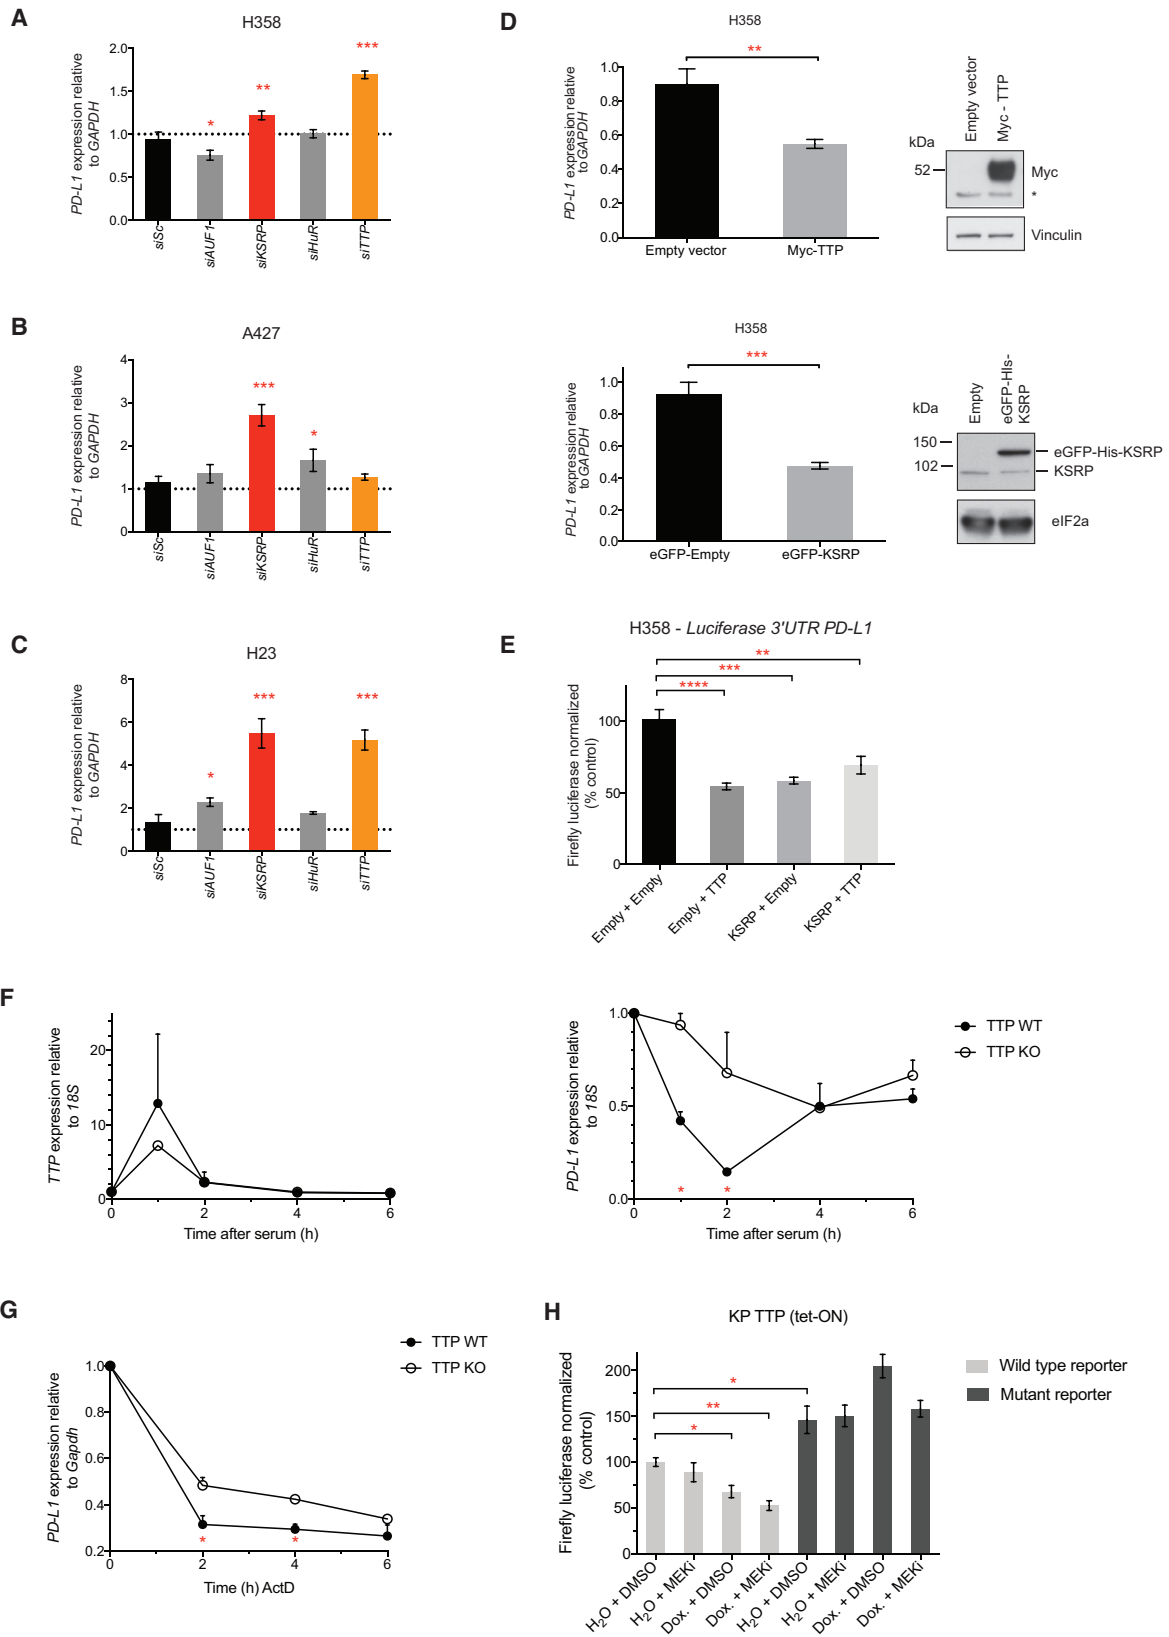 A
H358
***
**
*
2.0
1.5
1.0
0.5
0.0
PD-L1 expression relative
to GAPDH
siSc
siAUF1
siKSRP
siHuR
siTTP
B
A427
***
*
4
3
2
1
0
PD-L1 expression relative
to GAPDH
siSc
siAUF1
siKSRP
siHuR
siTTP
C
H23
***
***
*
8
6
4
2
0
PD-L1 expression relative
to GAPDH
siSc
siAUF1
siKSRP
siHuR
siTTP
D
H358
**
1.0
0.8
0.6
0.4
0.2
0.0
PD-L1 expression relative
to GAPDH
Empty vector
Myc-TTP
Empty vector
Myc - TTP
kDa
52
Myc
*
Vinculin
H358
***
1.0
0.8
0.6
0.4
0.2
0.0
PD-L1 expression relative
to GAPDH
eGFP-Empty
eGFP-KSRP
Empty
eGFP-HIs-
KSRP
kDa
150
102
eGFP-His-KSRP
KSRP
eIF2a
E
H358 - Luciferase 3'UTR PD-L1
**
***
****
100
50
0
Firefly luciferase normalized
(% control)
Empty + Empty
Empty + TTP
KSRP + Empty
KSRP + TTP
F
20
10
0
TTP expression relative
to 18S
0
2
4
6
Time after serum (h)
1.0
0.5
0.0
PD-L1 expression relative
to 18S
*
*
0
2
4
6
Time after serum (h)
TTP WT
TTP KO
G
TTP WT
TTP KO
1.0
0.8
0.6
0.4
0.2
PD-L1 expression relative
to Gapdh
*
*
0
2
4
6
Time (h) ActD
H
KP TTP (tet-ON)
*
**
*
200
150
100
50
0
Firefly luciferase normalized
(% control)
Wild type reporter
Mutant reporter
H2O + DMSO
H2O + MEKi
Dox. + DMSO
Dox. + MEKi
H2O + DMSO
H2O + MEKi
Dox. + DMSO
Dox. + MEKi